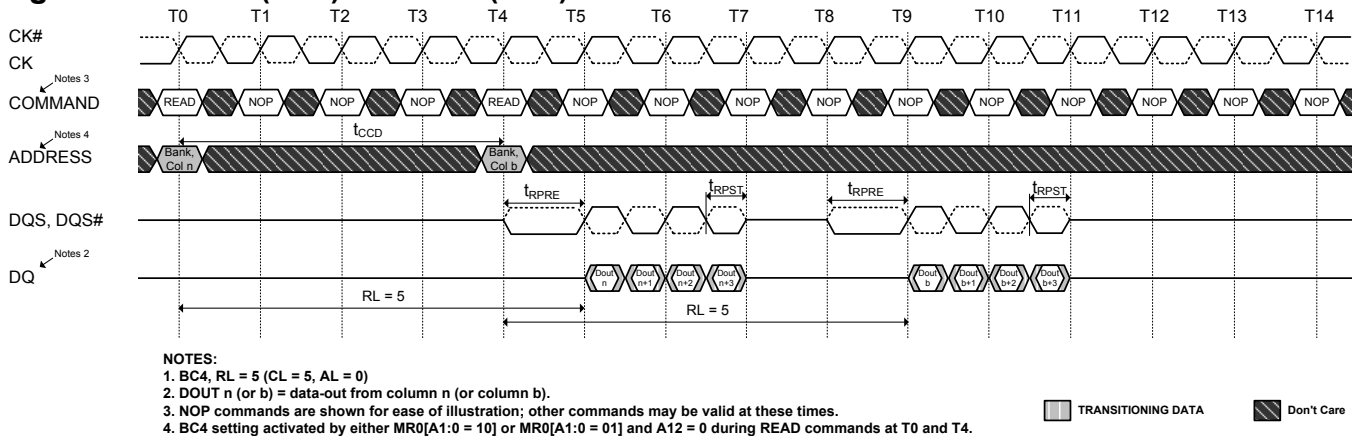 T0 T1 T2 T3 T4 T5 T6 T7 T8 T9 T10 T11 T12 T13 T14
CK#
CK
Notes 3
COMMAND READ NOP NOP NOP READ NOP NOP NOP NOP NOP NOP NOP NOP NOP NOP
tCCD
Notes 4
ADDRESS Bank, Col n Bank, Col b
tRPRE tRPST tRPRE tRPST
DQS, DQS#
Notes 2
DQ Dout n Dout n+1 Dout n+2 Dout n+3 Dout b Dout b+1 Dout b+2 Dout b+3
RL = 5 RL = 5
NOTES:
1. BC4, RL = 5 (CL = 5, AL = 0)
2. DOUT n (or b) = data-out from column n (or column b).
3. NOP commands are shown for ease of illustration; other commands may be valid at these times.
4. BC4 setting activated by either MR0[A1:0 = 10] or MR0[A1:0 = 01] and A12 = 0 during READ commands at T0 and T4.
TRANSITIONING DATA Don't Care